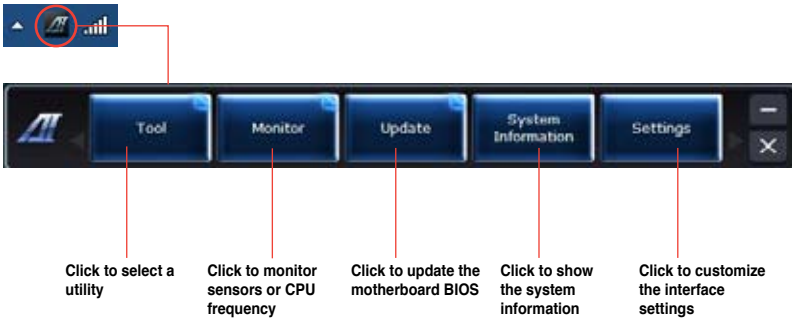 Tool
Monitor
Update
System
Information
Settings
Click to select a
utility
Click to monitor
sensors or CPU
frequency
Click to update the
motherboard BIOS
Click to show
the system
information
Click to customize
the interface
settings